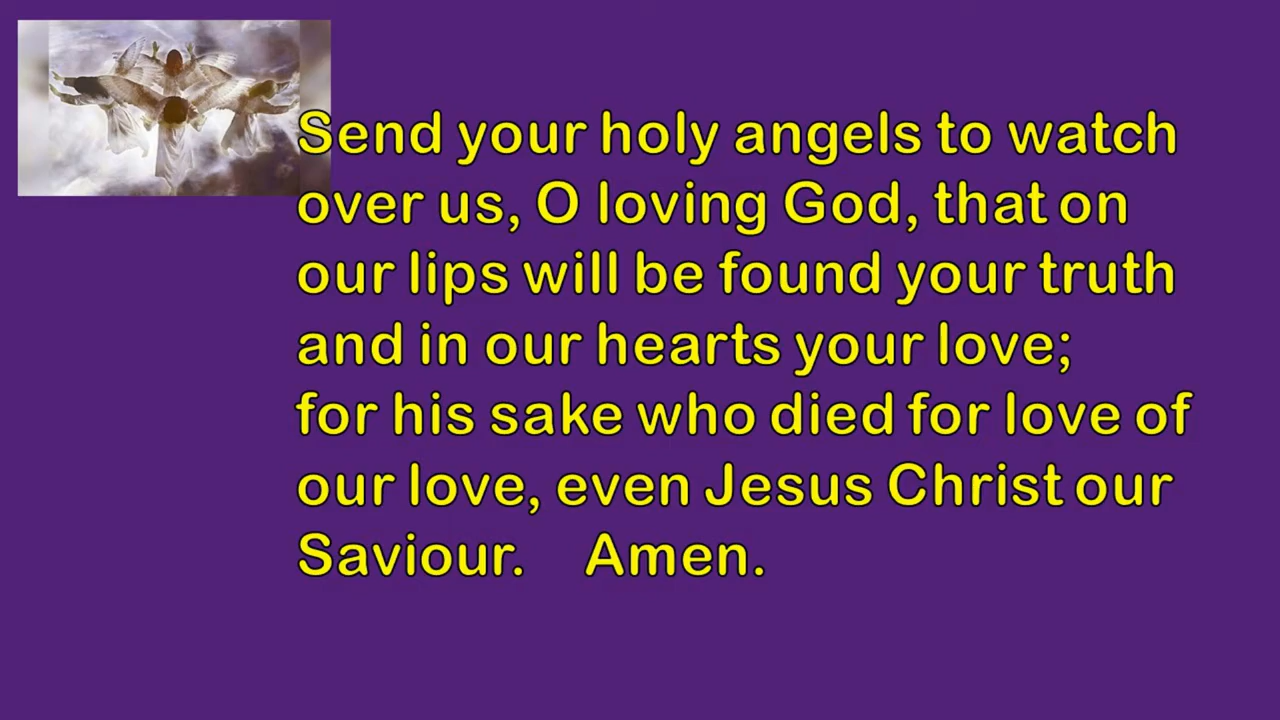 Send your holy angels to watch
over us, O loving God, that on
our lips will be found your truth
and in our hearts your love;
for his sake who died for love of
our love, even Jesus Christ our
Saviour. Amen.